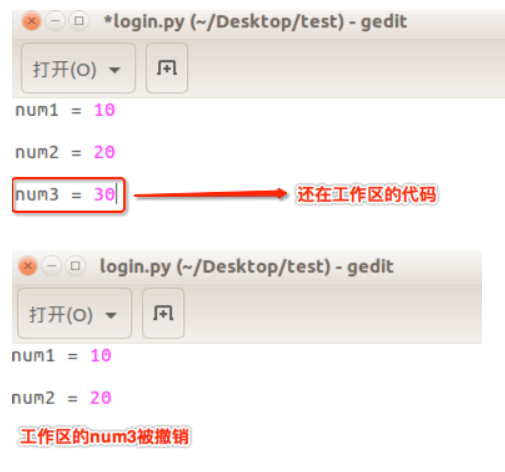 *login.py (~/Desktop/test) - gedit
打开(O)
num1 = 10
num2 = 20
num3 = 30 还在工作区的代码
login.py (~/Desktop/test) - gedit
打开(O)
num1 = 10
num2 = 20
工作区的num3被撤销